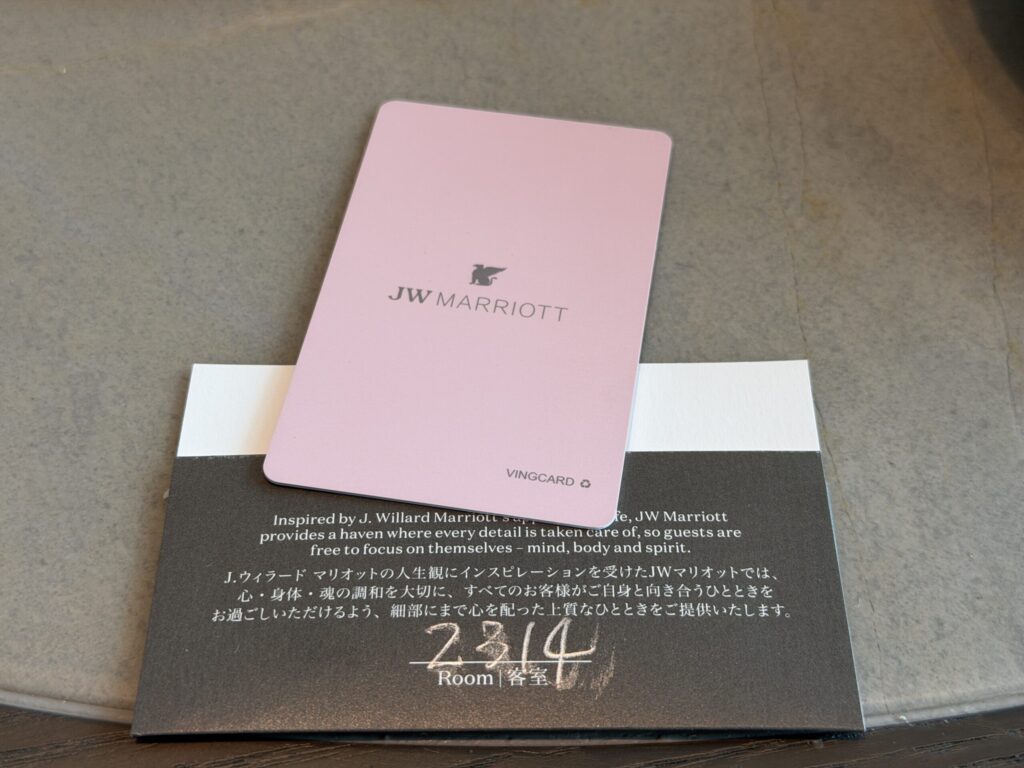 JW MARRIOTT
VINGCARD
Inspired by J. Willard Marriott's fe, JW Marriott
provides a haven where every detail is taken care of, so guests are
free to focus on themselves – mind, body and spirit.
J.ウィラード マリオットの人生観にインスピレーションを受けたJWマリオットでは、
心・身体・魂の調和を大切に、すべてのお客様がご自身と向き合うひとときを
お過ごしいただけるよう、細部にまで心を配った上質なひとときをご提供いたします。
2314
Room | 客室